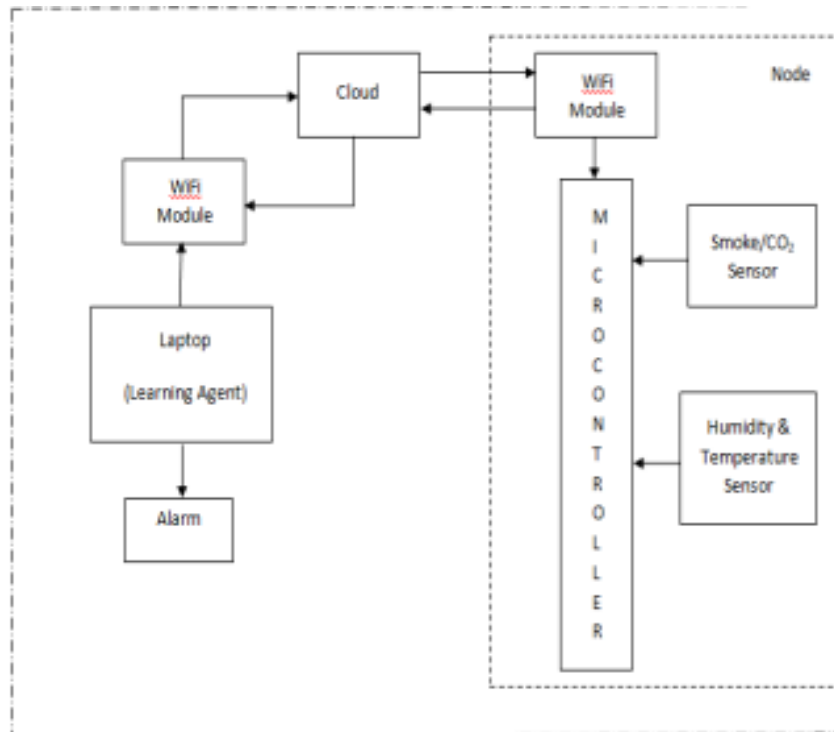 Cloud
WiFi
Module
Node
WiFi
Module
M
I
C
R
O
C
O
N
T
R
O
L
L
E
R
Smoke/CO₂
Sensor
Laptop
(Learning Agent)
Humidity &
Temperature
Sensor
Alarm